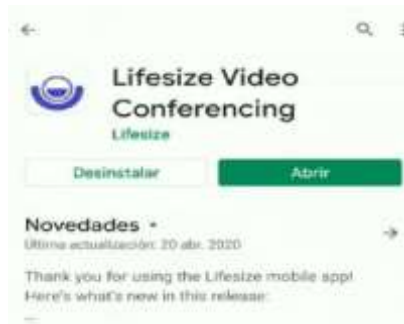 Lifesize Video
Conferencing
Lifesize
Desinstalar
Abrir
Novedades •
Última actualización: 20 abr. 2020
Thank you for using the Lifesize mobile app!
Here's what's new in this release: